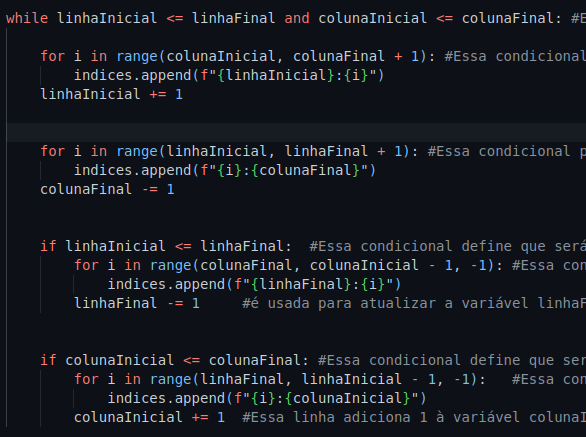 while linhaInicial <= linhaFinal and colunaInicial <= colunaFinal: #E
for i in range(colunaInicial, colunaFinal + 1): #Essa condicional
indices.append(f"{linhaInicial}:{i}")
linhaInicial += 1
for i in range(linhaInicial, linhaFinal + 1): #Essa condicional p
indices.append(f"{i}:{colunaFinal}")
colunaFinal -= 1
if linhaInicial <= linhaFinal:  #Essa condicional define que será
for i in range(colunaFinal, colunaInicial - 1, -1): #Essa con
indices.append(f"{linhaFinal}:{i}")
linhaFinal -= 1     #é usada para atualizar a variável linhaF
if colunaInicial <= colunaFinal: #Essa condicional define que ser
for i in range(linhaFinal, linhaInicial - 1, -1):   #Essa con
indices.append(f"{i}:{colunaInicial}")
colunaInicial += 1  #Essa linha adiciona 1 à variável colunaI